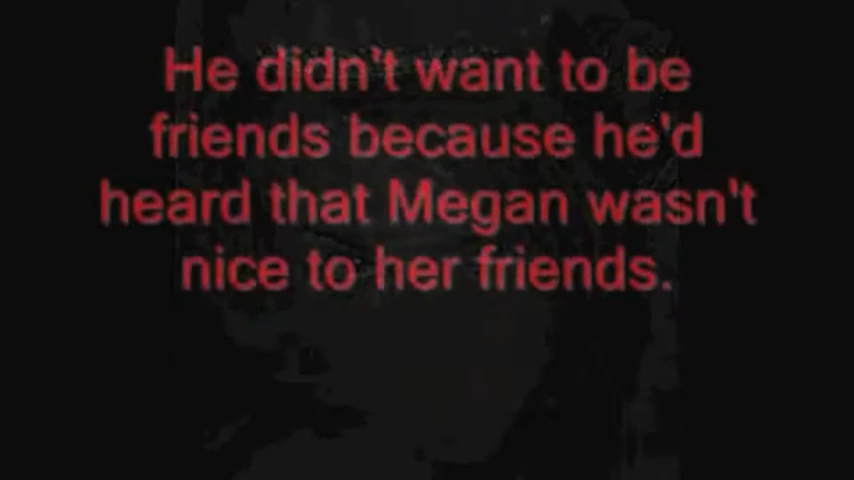 He didn't want to be
friends because he'd
heard that Megan wasn't
nice to her friends.